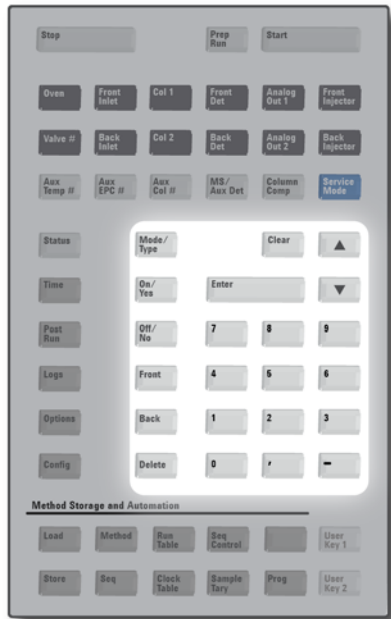 Stop Prep Run Start
Oven Front Inlet Col 1 Front Det Analog Out 1 Front Injector
Valve # Back Inlet Col 2 Back Det Analog Out 2 Back Injector
Aux Temp # Aux EPC # Aux Col # MS/ Aux Det Column Comp Service Mode
Status Mode/ Type Clear ▲
Time On/ Yes Enter ▼
Post Run Off/ No 7 8 9
Logs Front 4 5 6
Options Back 1 2 3
Config Delete 0 , –
Method Storage and Automation
Load Method Run Table Seq Control User Key 1
Store Seq Clock Table Sample Tary Prog User Key 2